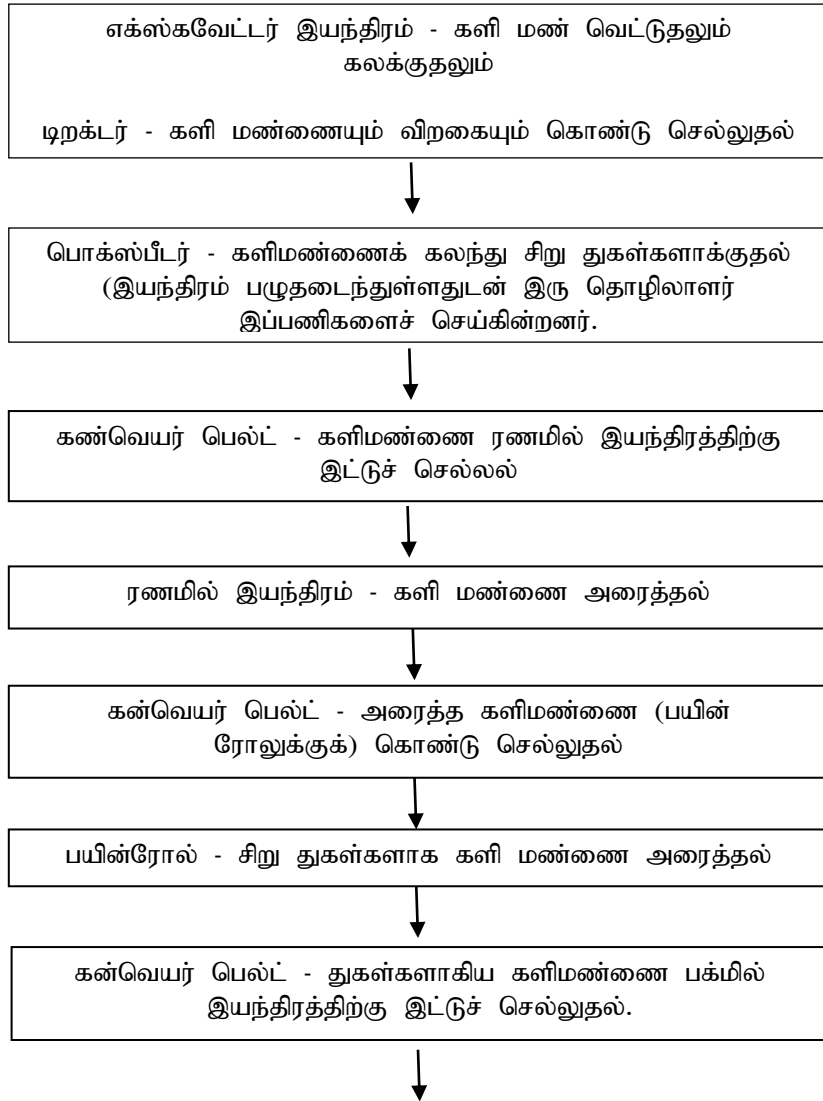 எக்ஸ்கவேட்டர் இயந்திரம் - களி மண் வெட்டுதலும்
கலக்குதலும்
டிறக்டர் - களி மண்ணையும் விறகையும் கொண்டு செல்லுதல்
பொக்ஸ்பீடர் - களிமண்ணைக் கலந்து சிறு துகள்களாக்குதல்
(இயந்திரம் பழுதடைந்துள்ளதுடன் இரு தொழிலாளர்
இப்பணிகளைச் செய்கின்றனர்.
கண்வெயர் பெல்ட் - களிமண்ணை ரணமில் இயந்திரத்திற்கு
இட்டுச் செல்லல்
ரணமில் இயந்திரம் - களி மண்ணை அரைத்தல்
கன்வெயர் பெல்ட் - அரைத்த களிமண்ணை (பயின்
ரோலுக்குக்) கொண்டு செல்லுதல்
பயின்ரோல் - சிறு துகள்களாக களி மண்ணை அரைத்தல்
கன்வெயர் பெல்ட் - துகள்களாகிய களிமண்ணை பக்மில்
இயந்திரத்திற்கு இட்டுச் செல்லுதல்.